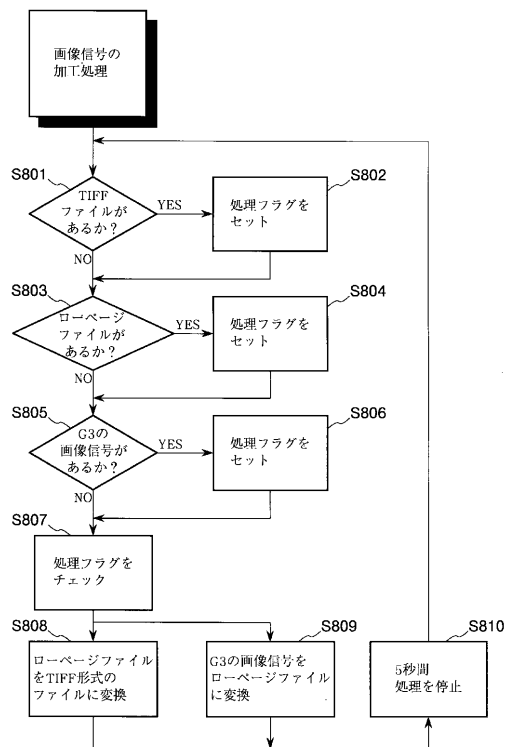 画像信号の
加工処理
S801
TIFF
ファイルが
あるか？
YES
NO
S802
処理フラグを
セット
S803
ローページ
ファイルが
あるか？
YES
NO
S804
処理フラグを
セット
S805
G3の
画像信号が
あるか？
YES
NO
S806
処理フラグを
セット
S807
処理フラグを
チェック
S808
ローページファイル
をTIFF形式の
ファイルに変換
S809
G3の画像信号を
ローページファイル
に変換
S810
5秒間
処理を停止